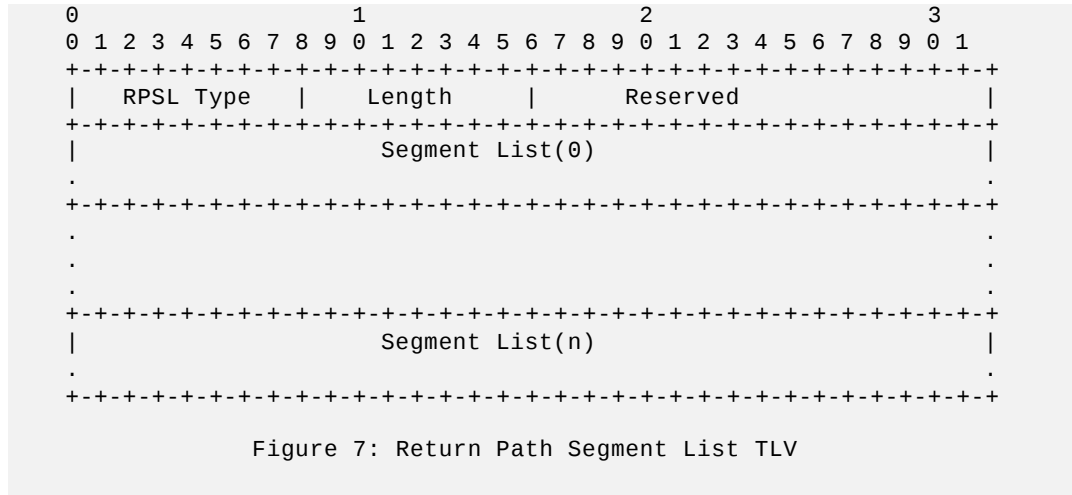 0                   1                   2                   3
 0 1 2 3 4 5 6 7 8 9 0 1 2 3 4 5 6 7 8 9 0 1 2 3 4 5 6 7 8 9 0 1
+-+-+-+-+-+-+-+-+-+-+-+-+-+-+-+-+-+-+-+-+-+-+-+-+-+-+-+-+-+-+-+-+
|   RPSL Type   |    Length     |      Reserved                 |
+-+-+-+-+-+-+-+-+-+-+-+-+-+-+-+-+-+-+-+-+-+-+-+-+-+-+-+-+-+-+-+-+
|                     Segment List(0)                           |
.                                                               .
+-+-+-+-+-+-+-+-+-+-+-+-+-+-+-+-+-+-+-+-+-+-+-+-+-+-+-+-+-+-+-+-+
.                                                               .
.                                                               .
.                                                               .
+-+-+-+-+-+-+-+-+-+-+-+-+-+-+-+-+-+-+-+-+-+-+-+-+-+-+-+-+-+-+-+-+
|                     Segment List(n)                           |
.                                                               .
+-+-+-+-+-+-+-+-+-+-+-+-+-+-+-+-+-+-+-+-+-+-+-+-+-+-+-+-+-+-+-+-+
Figure 7: Return Path Segment List TLV